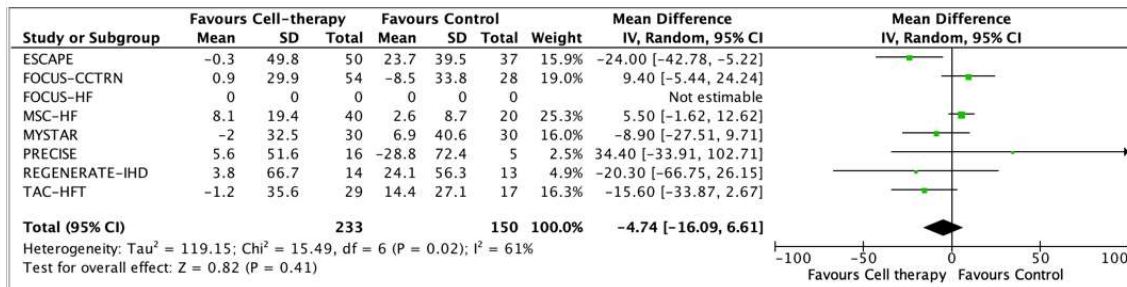 Favours Cell-therapy Favours Control Mean Difference Mean Difference
Study or Subgroup Mean SD Total Mean SD Total Weight IV, Random, 95% CI IV, Random, 95% CI
ESCAPE -0.3 49.8 50 23.7 39.5 37 15.9% -24.00 [-42.78, -5.22]
FOCUS-CCTRN 0.9 29.9 54 -8.5 33.8 28 19.0% 9.40 [-5.44, 24.24]
FOCUS-HF 0 0 0 0 0 0 Not estimable
MSC-HF 8.1 19.4 40 2.6 8.7 20 25.3% 5.50 [-1.62, 12.62]
MYSTAR -2 32.5 30 6.9 40.6 30 16.0% -8.90 [-27.51, 9.71]
PRECISE 5.6 51.6 16 -28.8 72.4 5 2.5% 34.40 [-33.91, 102.71]
REGENERATE-IHD 3.8 66.7 14 24.1 56.3 13 4.9% -20.30 [-66.75, 26.15]
TAC-HFT -1.2 35.6 29 14.4 27.1 17 16.3% -15.60 [-33.87, 2.67]
Total (95% CI) 233 150 100.0% -4.74 [-16.09, 6.61]
Heterogeneity: Tau² = 119.15; Chi² = 15.49, df = 6 (P = 0.02); I² = 61%
Test for overall effect: Z = 0.82 (P = 0.41)
-100 -50 0 50 100
Favours Cell therapy Favours Control